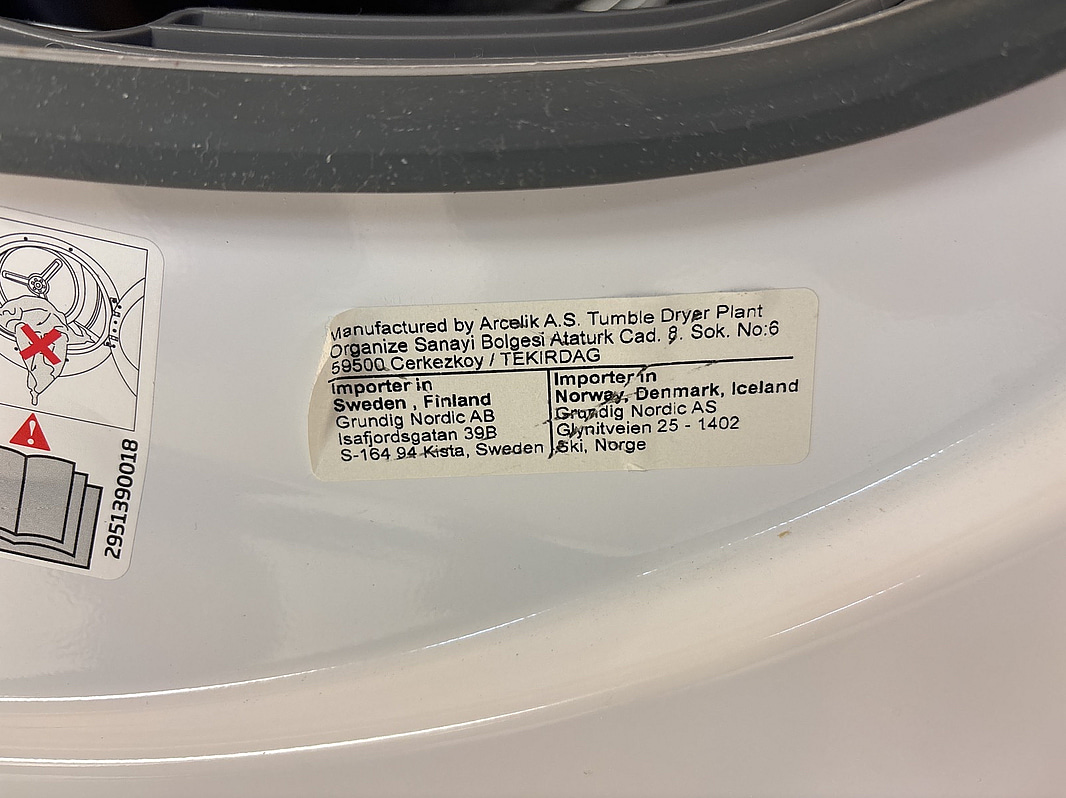 Manufactured by Arcelik A.S. Tumble Dryer Plant
Organize Sanayi Bolgesi Ataturk Cad. 8. Sok. No:6
59500 Cerkezkoy / TEKIRDAG
Importer in
Sweden , Finland
Grundig Nordic AB
Isafjordsgatan 39B
S-164 94 Kista, Sweden
Importer in
Norway, Denmark, Iceland
Grundig Nordic AS
Glynitveien 25 - 1402
Ski, Norge
2951390018